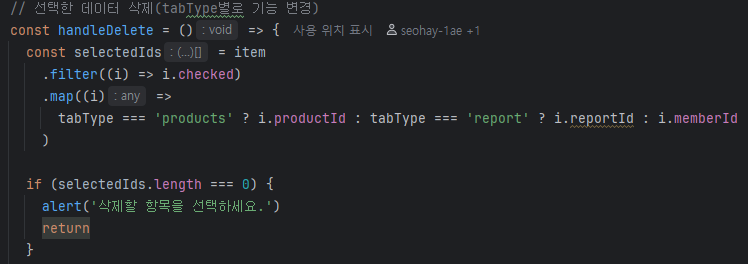 // 선택한 데이터 삭제(tabType별로 기능 변경)
const handleDelete = () : void => { 사용 위치 표시 seohay-1ae +1
const selectedIds : (...)[] = item
.filter((i) => i.checked)
.map((i) : any =>
tabType === 'products' ? i.productId : tabType === 'report' ? i.reportId : i.memberId
)
if (selectedIds.length === 0) {
alert('삭제할 항목을 선택하세요.')
return
}